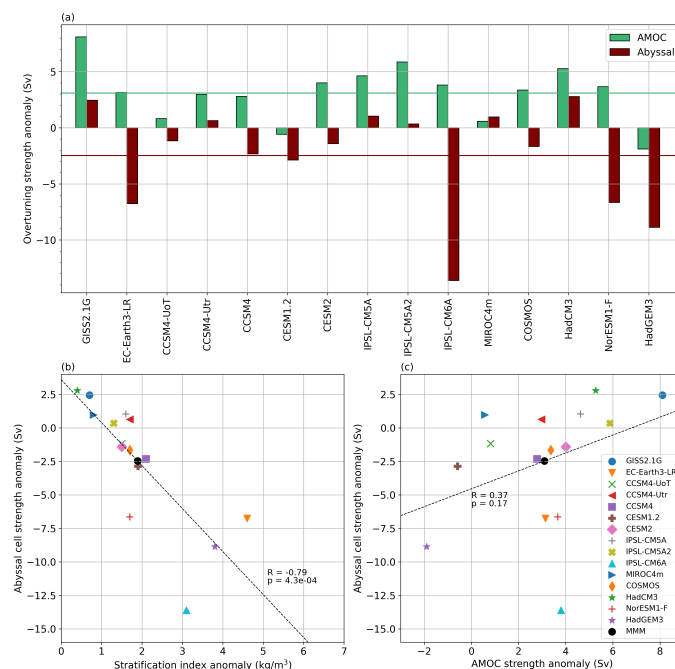 (a)
AMOC
Abyssal
Overturning strength anomaly (Sv)
5
0
−5
−10
GISS2.1G
EC-Earth3-LR
CCSM4-UoT
CCSM4-Utr
CCSM4
CESM1.2
CESM2
IPSL-CM5A
IPSL-CM5A2
IPSL-CM6A
MIROC4m
COSMOS
HadCM3
NorESM1-F
HadGEM3
(b)
Abyssal cell strength anomaly (Sv)
2.5
0.0
−2.5
−5.0
−7.5
−10.0
−12.5
−15.0
R = -0.79
p = 4.3e-04
0 1 2 3 4 5 6 7
Stratification index anomaly (kg/m³)
(c)
Abyssal cell strength anomaly (Sv)
2.5
0.0
−2.5
−5.0
−7.5
−10.0
−12.5
−15.0
R = 0.37
p = 0.17
GISS2.1G
EC-Earth3-LR
CCSM4-UoT
CCSM4-Utr
CCSM4
CESM1.2
CESM2
IPSL-CM5A
IPSL-CM5A2
IPSL-CM6A
MIROC4m
COSMOS
HadCM3
NorESM1-F
HadGEM3
MMM
−2 0 2 4 6 8
AMOC strength anomaly (Sv)